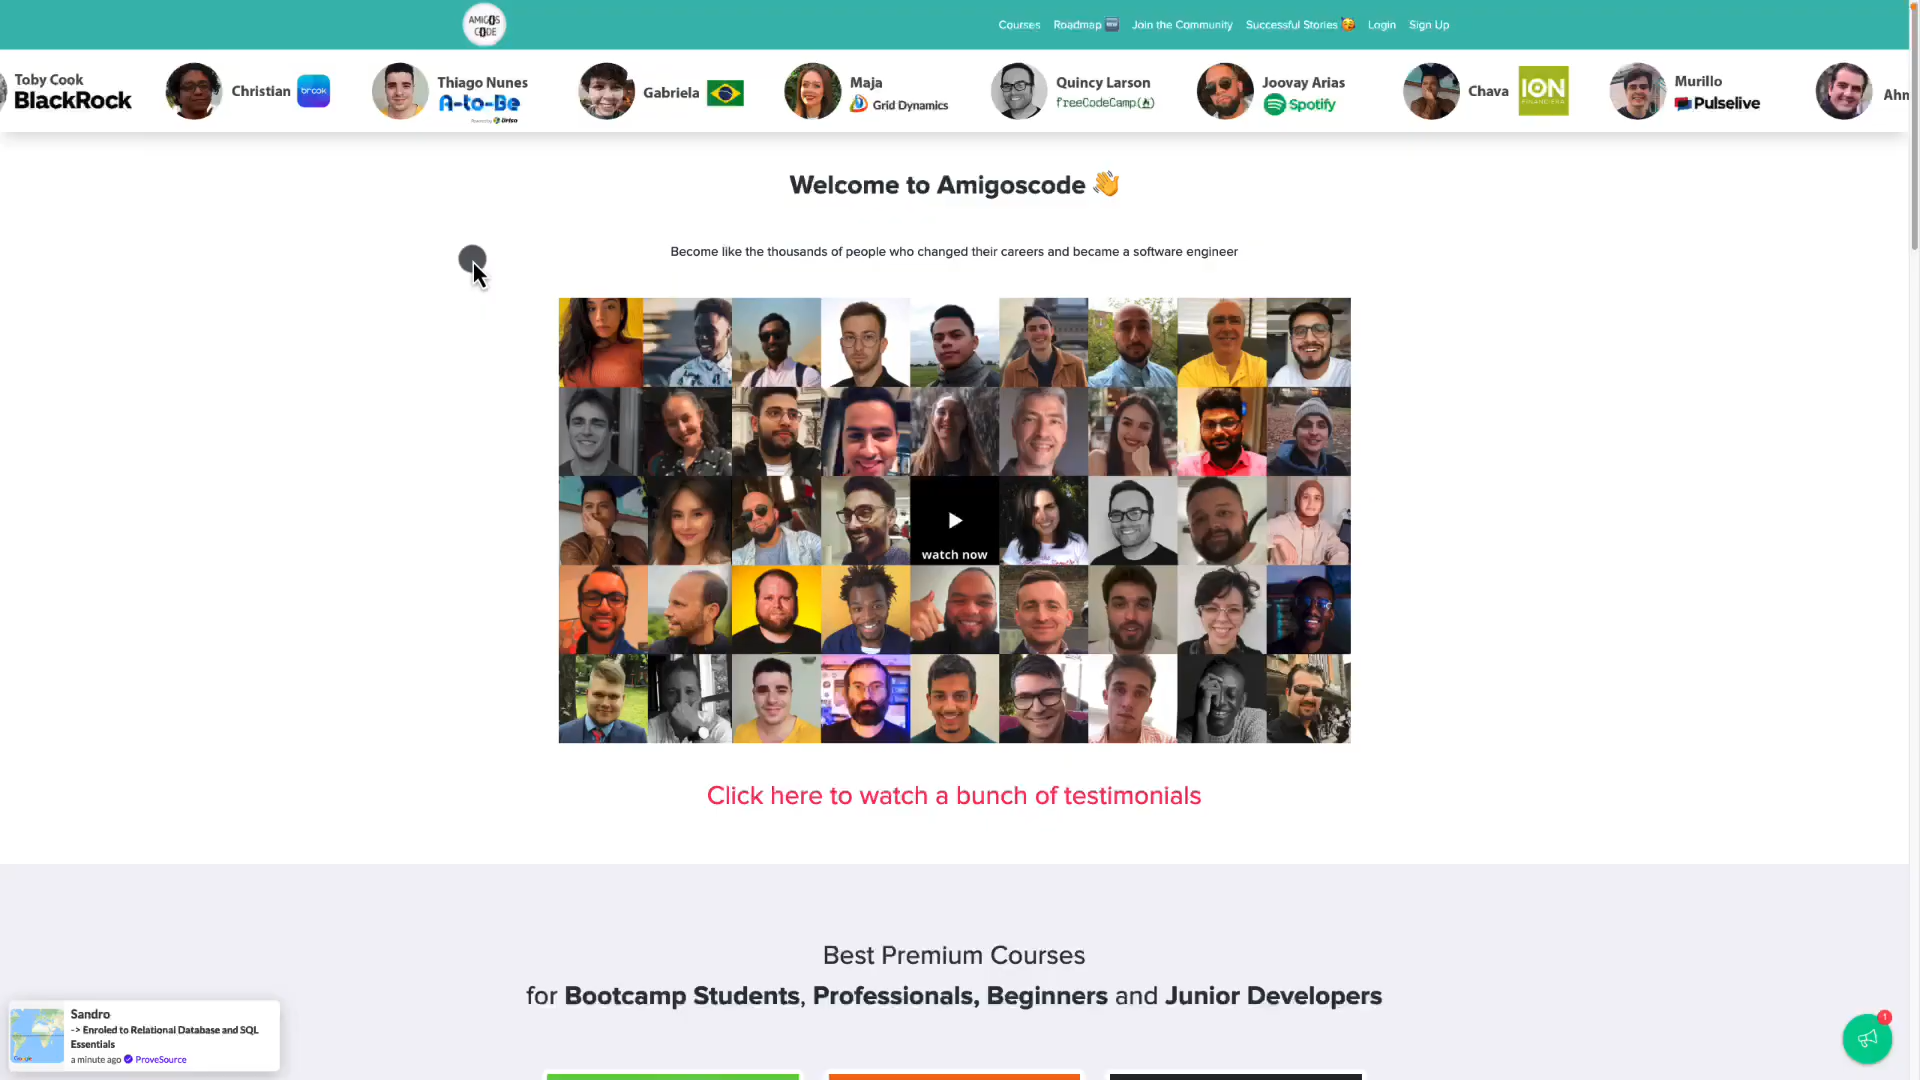 AMIGOS
CODE
Courses Roadmap Join the Community Successful Stories Login Sign Up
Toby Cook
BlackRock
Christian
brook
Thiago Nunes
A-to-Be
Powered by Brisa
Gabriela
Maja
Grid Dynamics
Quincy Larson
freeCodeCamp
Joovay Arias
Spotify
Chava
ION
Murillo
Pulselive
Welcome to Amigoscode
Become like the thousands of people who changed their careers and became a software engineer
watch now
Click here to watch a bunch of testimonials
Best Premium Courses
for Bootcamp Students, Professionals, Beginners and Junior Developers
Sandro
-> Enroled to Relational Database and SQL
Essentials
a minute ago ProveSource
Google
1